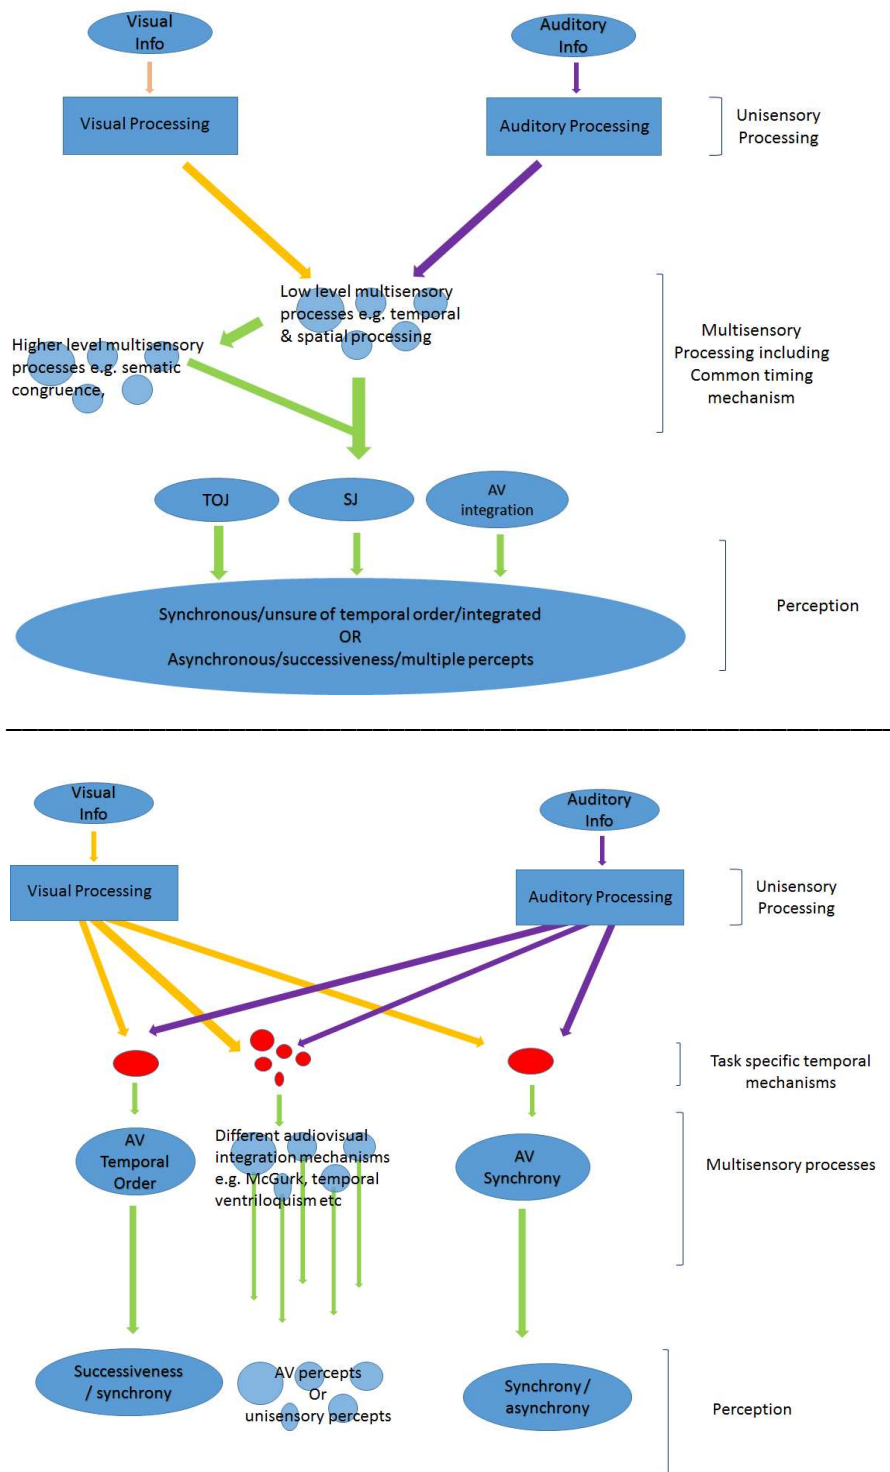 Visual
Info
Auditory
Info
Visual Processing
Auditory Processing
Unisensory
Processing
Low level multisensory
processes e.g. temporal
& spatial processing
Higher level multisensory
processes e.g. sematic
congruence,
Multisensory
Processing including
Common timing
mechanism
TOJ
SJ
AV
integration
Synchronous/unsure of temporal order/integrated
OR
Asynchronous/successiveness/multiple percepts
Perception
Visual
Info
Auditory
Info
Visual Processing
Auditory Processing
Unisensory
Processing
Task specific temporal
mechanisms
AV
Temporal
Order
Different audiovisual
integration mechanisms
e.g. McGurk, temporal
ventriloquism etc
AV
Synchrony
Multisensory processes
Successiveness
/ synchrony
AV percepts
Or
unisensory percepts
Synchrony /
asynchrony
Perception